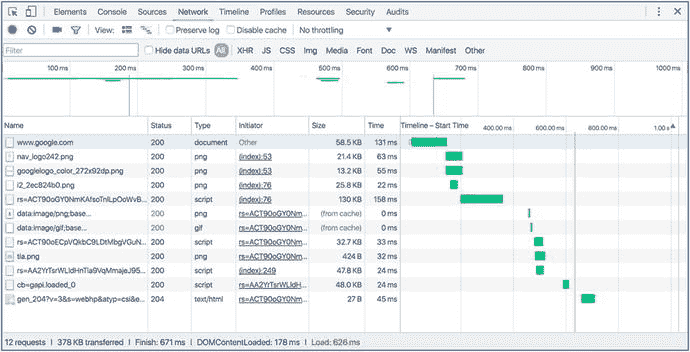 Elements Console Sources Network Timeline Profiles Resources Security Audits
View: Preserve log Disable cache No throttling
Filter Hide data URLs All XHR JS CSS Img Media Font Doc WS Manifest Other
100 ms 200 ms 300 ms 400 ms 500 ms 600 ms 700 ms 800 ms 900 ms 1000 ms
Name Status Type Initiator Size Time Timeline – Start Time 400.00 ms 600.00 ms 800.00 ms 1.00 s
www.google.com 200 document Other 58.5 KB 131 ms
nav_logo242.png 200 png (index):53 21.4 KB 63 ms
googlelogo_color_272x92dp.png 200 png (index):53 13.2 KB 55 ms
i2_2ec824b0.png 200 png (index):76 25.8 KB 22 ms
rs=ACT90oGY0NmKAfsoTnlLpOoWvB... 200 script (index):76 130 KB 158 ms
data:image/png;base... 200 png rs=ACT90oGY0Nm... (from cache) 0 ms
data:image/gif;base... 200 gif rs=ACT90oGY0Nm... (from cache) 0 ms
rs=ACT90oECpVQkbC9LDtMbgVGuN... 200 script rs=ACT90oGY0Nm... 32.7 KB 33 ms
tia.png 200 png rs=ACT90oGY0Nm... 424 B 32 ms
rs=AA2YrTsrWLldHnTia9VqMmajeJ95... 200 script (index):249 47.8 KB 24 ms
cb=gapi.loaded_0 200 script rs=AA2YrTsrWLldH... 48.0 KB 24 ms
gen_204?v=3&s=webhp&atyp=csi&e... 204 text/html rs=ACT90oGY0Nm... 27 B 45 ms
12 requests | 378 KB transferred | Finish: 671 ms | DOMContentLoaded: 178 ms | Load: 626 ms